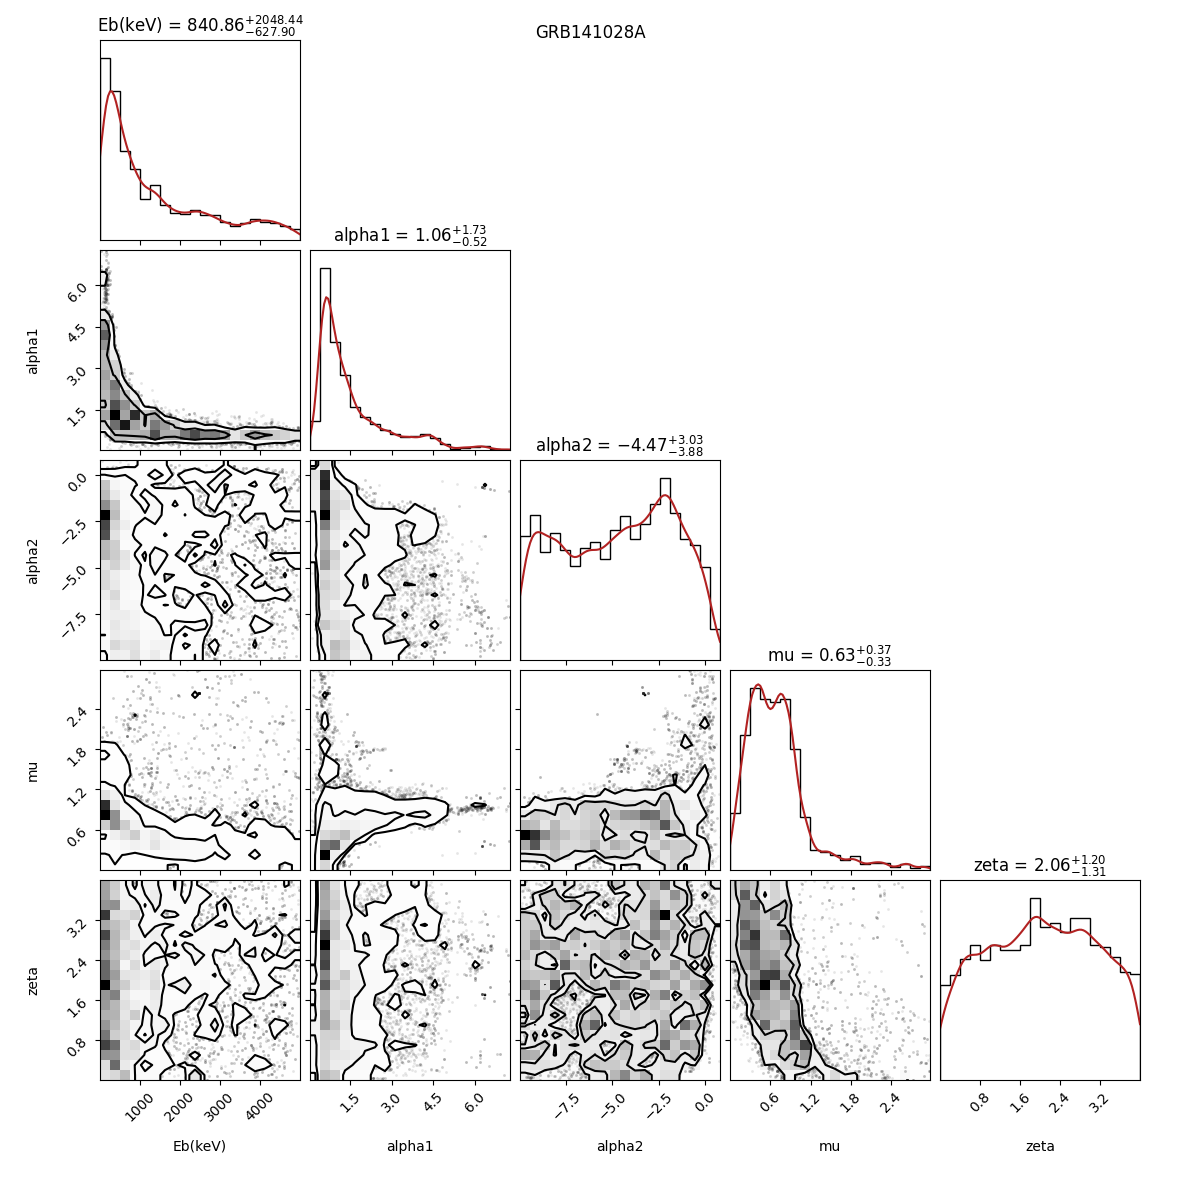 Eb(keV) = 840.86+2048.44 −627.90
GRB141028A
alpha1 = 1.06+1.73 −0.52
alpha1
6.0
4.5
3.0
1.5
alpha2 = −4.47+3.03 −3.88
alpha2
0.0
−2.5
−5.0
−7.5
mu = 0.63+0.37 −0.33
mu
2.4
1.8
1.2
0.6
zeta = 2.06+1.20 −1.31
zeta
3.2
2.4
1.6
0.8
1000 2000 3000 4000 1.5 3.0 4.5 6.0 −7.5 −5.0 −2.5 0.0 0.6 1.2 1.8 2.4 0.8 1.6 2.4 3.2
Eb(keV) alpha1 alpha2 mu zeta